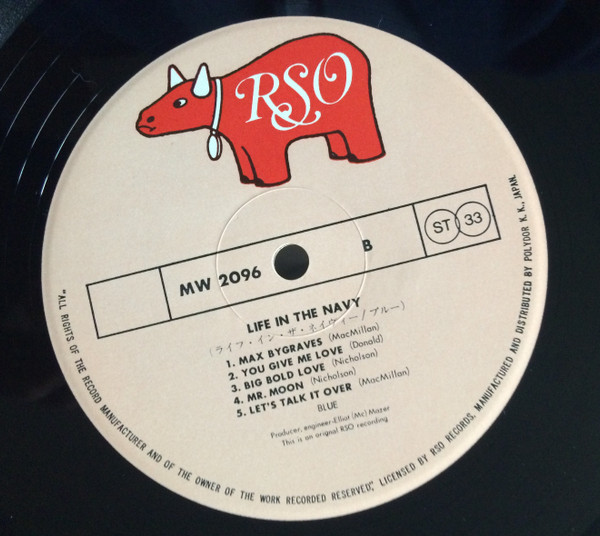 RSO
MW 2096
B
ST 33
LIFE IN THE NAVY
(ライフ・イン・ザ・ネイヴィー/ブルー)
1. MAX BYGRAVES (MacMillan)
2. YOU GIVE ME LOVE (Donald)
3. BIG BOLD LOVE (Nicholson)
4. MR. MOON (Nicholson)
5. LET'S TALK IT OVER (MacMillan)
BLUE
Producer, engineer-Elliot (Mc) Mazer
This is an orignal RSO recording
"ALL RIGHTS OF THE RECORD MANUFACTURER AND OF THE OWNER OF THE WORK RECORDED RESERVED", LICENSED BY RSO RECORDS, MANUFACTURED AND DISTRIBUTED BY POLYDOR K. K., JAPAN.